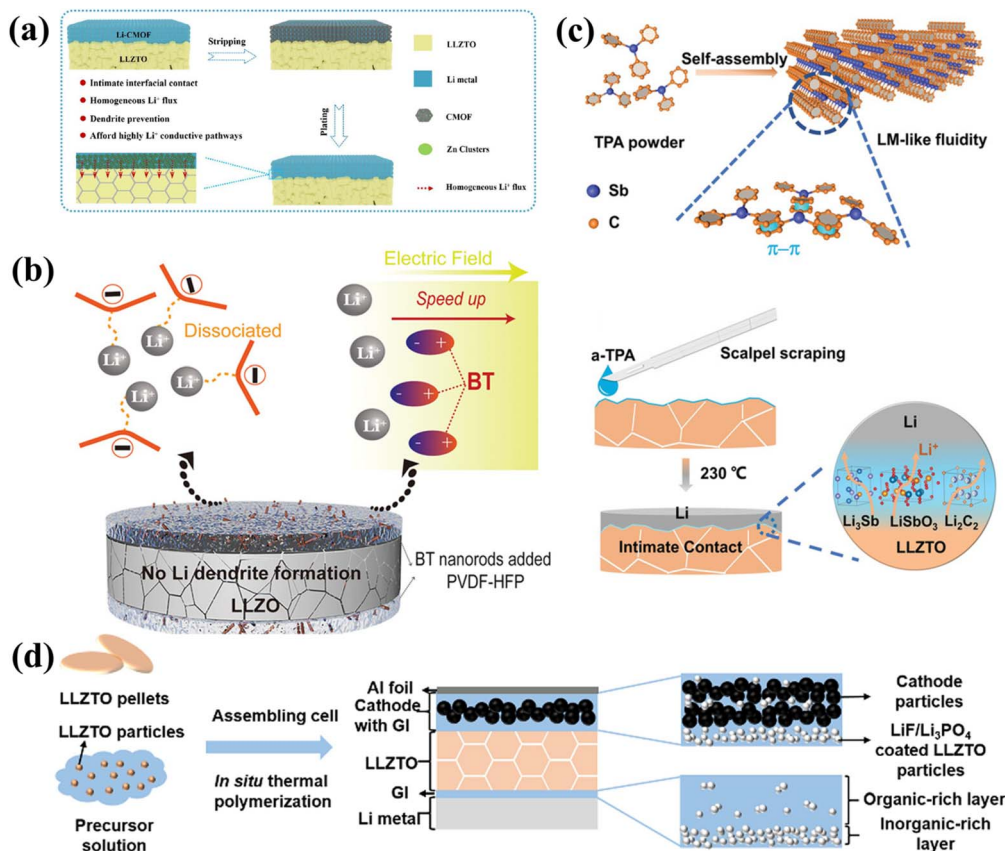 (a)
Li-CMOF
LLZTO
Stripping
Intimate interfacial contact
Homogeneous Li⁺ flux
Dendrite prevention
Afford highly Li⁺ conductive pathways
Plating
LLZTO
Li metal
CMOF
Zn Clusters
Homogeneous Li⁺ flux
(c)
Self-assembly
TPA powder
LM-like fluidity
Sb
C
π–π
a-TPA
Scalpel scraping
230 ℃
Li
Intimate Contact
Li
Li⁺
Li₃Sb
LiSbO₃
Li₂C₂
LLZTO
(b)
Dissociated
Li⁺
Li⁺
Li⁺
Li⁺
Electric Field
Li⁺
Speed up
Li⁺
- +
BT
- +
Li⁺
- +
No Li dendrite formation
LLZO
BT nanorods added
PVDF-HFP
(d)
LLZTO pellets
LLZTO particles
Precursor
solution
Assembling cell
In situ thermal
polymerization
Al foil
Cathode
with GI
LLZTO
GI
Li metal
Cathode
particles
LiF/Li₃PO₄
coated LLZTO
particles
Organic-rich layer
Inorganic-rich
layer